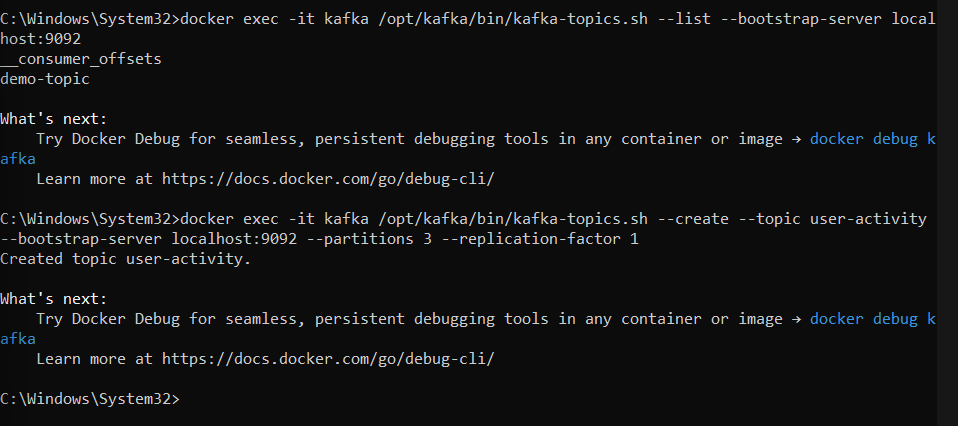 C:\Windows\System32>docker exec -it kafka /opt/kafka/bin/kafka-topics.sh --list --bootstrap-server local
host:9092
__consumer_offsets
demo-topic
What's next:
    Try Docker Debug for seamless, persistent debugging tools in any container or image → docker debug k
afka
    Learn more at https://docs.docker.com/go/debug-cli/
C:\Windows\System32>docker exec -it kafka /opt/kafka/bin/kafka-topics.sh --create --topic user-activity
--bootstrap-server localhost:9092 --partitions 3 --replication-factor 1
Created topic user-activity.
What's next:
    Try Docker Debug for seamless, persistent debugging tools in any container or image → docker debug k
afka
    Learn more at https://docs.docker.com/go/debug-cli/
C:\Windows\System32>